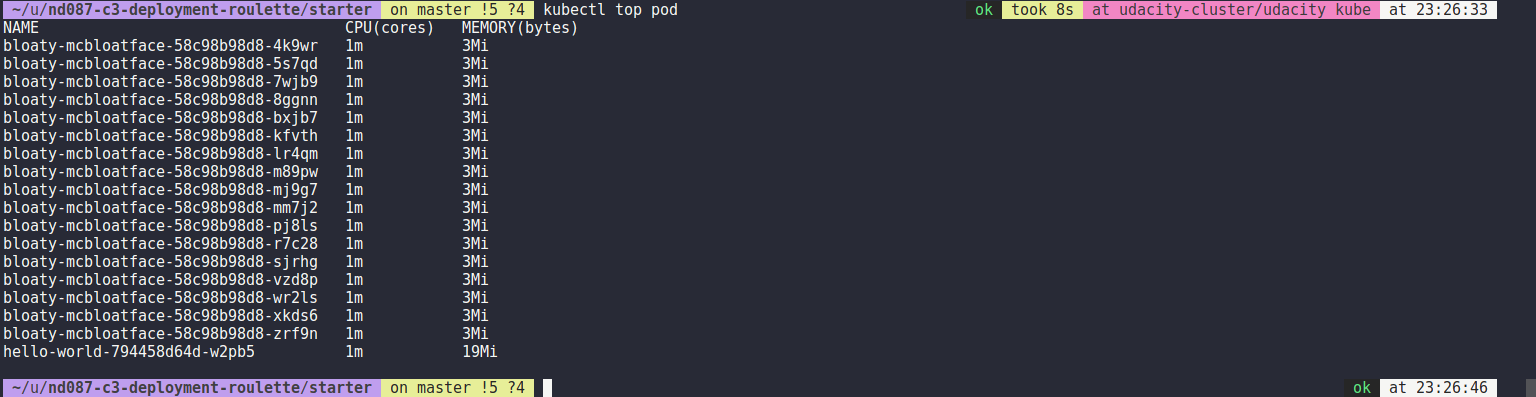 ~/u/nd087-c3-deployment-roulette/starter on master !5 ?4 kubectl top pod ok took 8s at udacity-cluster/udacity kube at 23:26:33
NAME CPU(cores) MEMORY(bytes)
bloaty-mcbloatface-58c98b98d8-4k9wr 1m 3Mi
bloaty-mcbloatface-58c98b98d8-5s7qd 1m 3Mi
bloaty-mcbloatface-58c98b98d8-7wjb9 1m 3Mi
bloaty-mcbloatface-58c98b98d8-8ggnn 1m 3Mi
bloaty-mcbloatface-58c98b98d8-bxjb7 1m 3Mi
bloaty-mcbloatface-58c98b98d8-kfvth 1m 3Mi
bloaty-mcbloatface-58c98b98d8-lr4qm 1m 3Mi
bloaty-mcbloatface-58c98b98d8-m89pw 1m 3Mi
bloaty-mcbloatface-58c98b98d8-mj9g7 1m 3Mi
bloaty-mcbloatface-58c98b98d8-mm7j2 1m 3Mi
bloaty-mcbloatface-58c98b98d8-pj8ls 1m 3Mi
bloaty-mcbloatface-58c98b98d8-r7c28 1m 3Mi
bloaty-mcbloatface-58c98b98d8-sjrhg 1m 3Mi
bloaty-mcbloatface-58c98b98d8-vzd8p 1m 3Mi
bloaty-mcbloatface-58c98b98d8-wr2ls 1m 3Mi
bloaty-mcbloatface-58c98b98d8-xkds6 1m 3Mi
bloaty-mcbloatface-58c98b98d8-zrf9n 1m 3Mi
hello-world-794458d64d-w2pb5 1m 19Mi
~/u/nd087-c3-deployment-roulette/starter on master !5 ?4 ok at 23:26:46